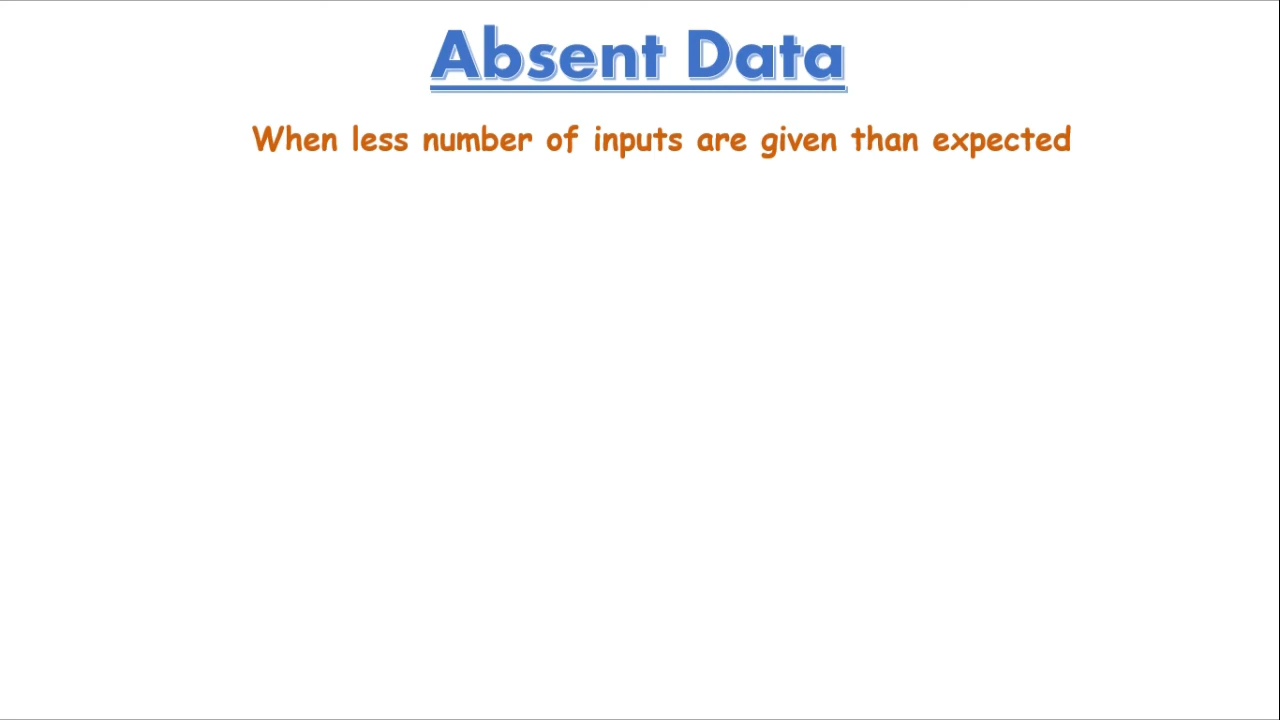 Absent Data
When less number of inputs are given than expected